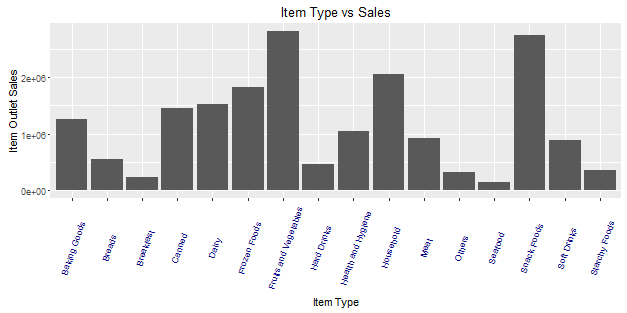 Item Type vs Sales
Item Outlet Sales
2e+06
1e+06
0e+00
Baking Goods
Breads
Breakfast
Canned
Dairy
Frozen Foods
Fruits and Vegetables
Hard Drinks
Health and Hygiene
Household
Meat
Others
Seafood
Snack Foods
Soft Drinks
Starchy Foods
Item Type